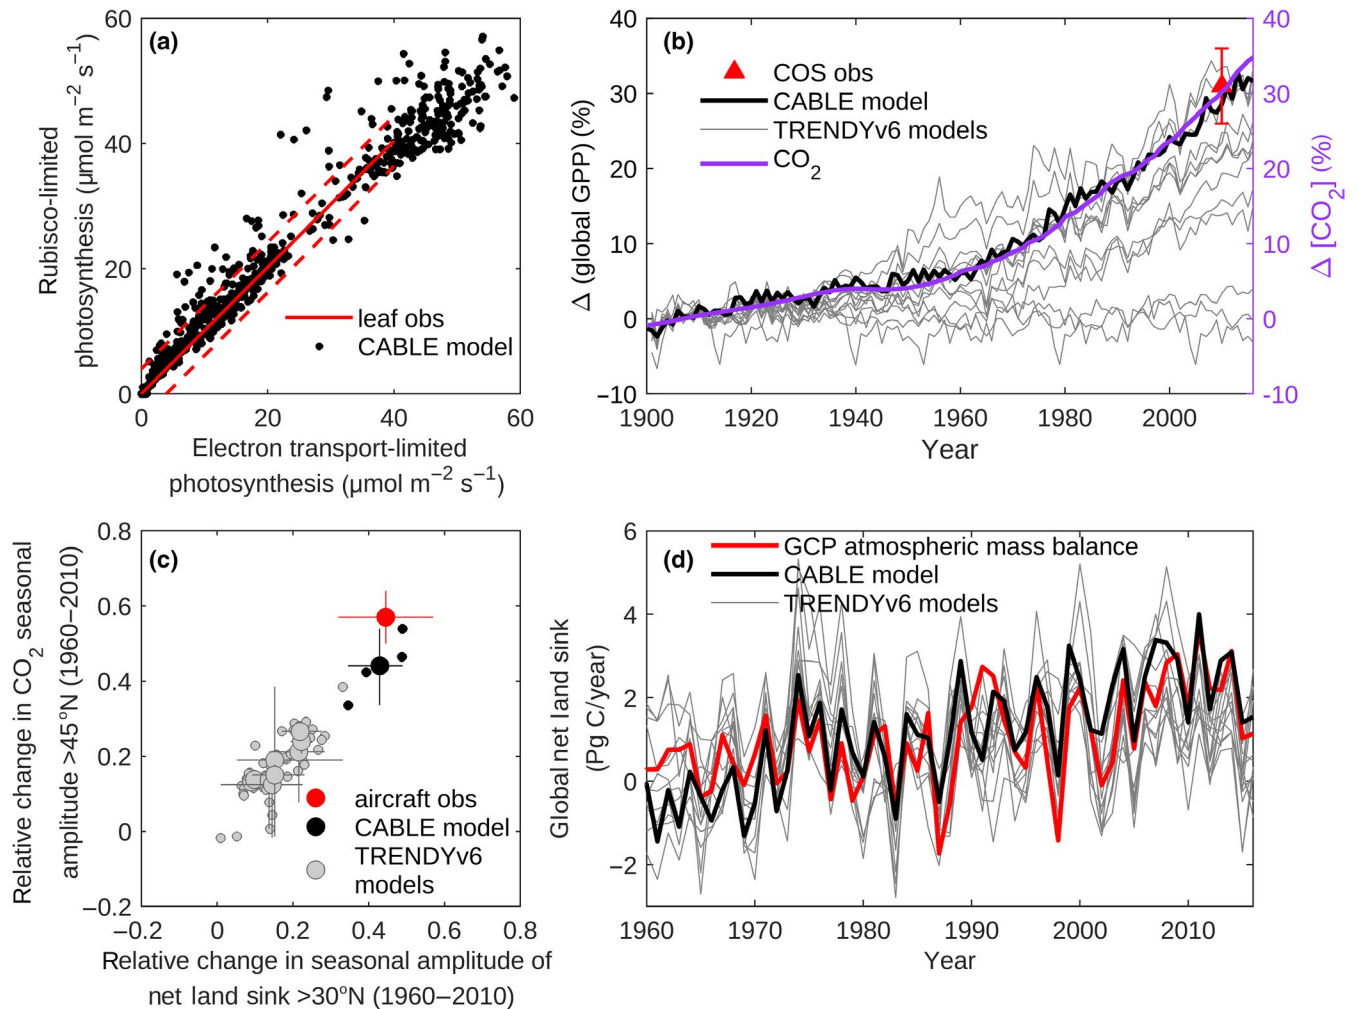 (a)
60
40
20
0
0
20
40
60
Rubisco-limited
photosynthesis (µmol m−2 s−1)
leaf obs
CABLE model
Electron transport-limited
photosynthesis (µmol m−2 s−1)
(b)
40
30
20
10
0
−10
Δ (global GPP) (%)
COS obs
CABLE model
TRENDYv6 models
CO2
40
30
20
10
0
-10
Δ [CO2] (%)
1900
1920
1940
1960
1980
2000
Year
(c)
0.8
0.6
0.4
0.2
0
−0.2
Relative change in CO2 seasonal
amplitude >45°N (1960−2010)
aircraft obs
CABLE model
TRENDYv6
models
−0.2
0
0.2
0.4
0.6
0.8
Relative change in seasonal amplitude of
net land sink >30°N (1960−2010)
(d)
6
4
2
0
−2
Global net land sink
(Pg C/year)
GCP atmospheric mass balance
CABLE model
TRENDYv6 models
1960
1970
1980
1990
2000
2010
Year